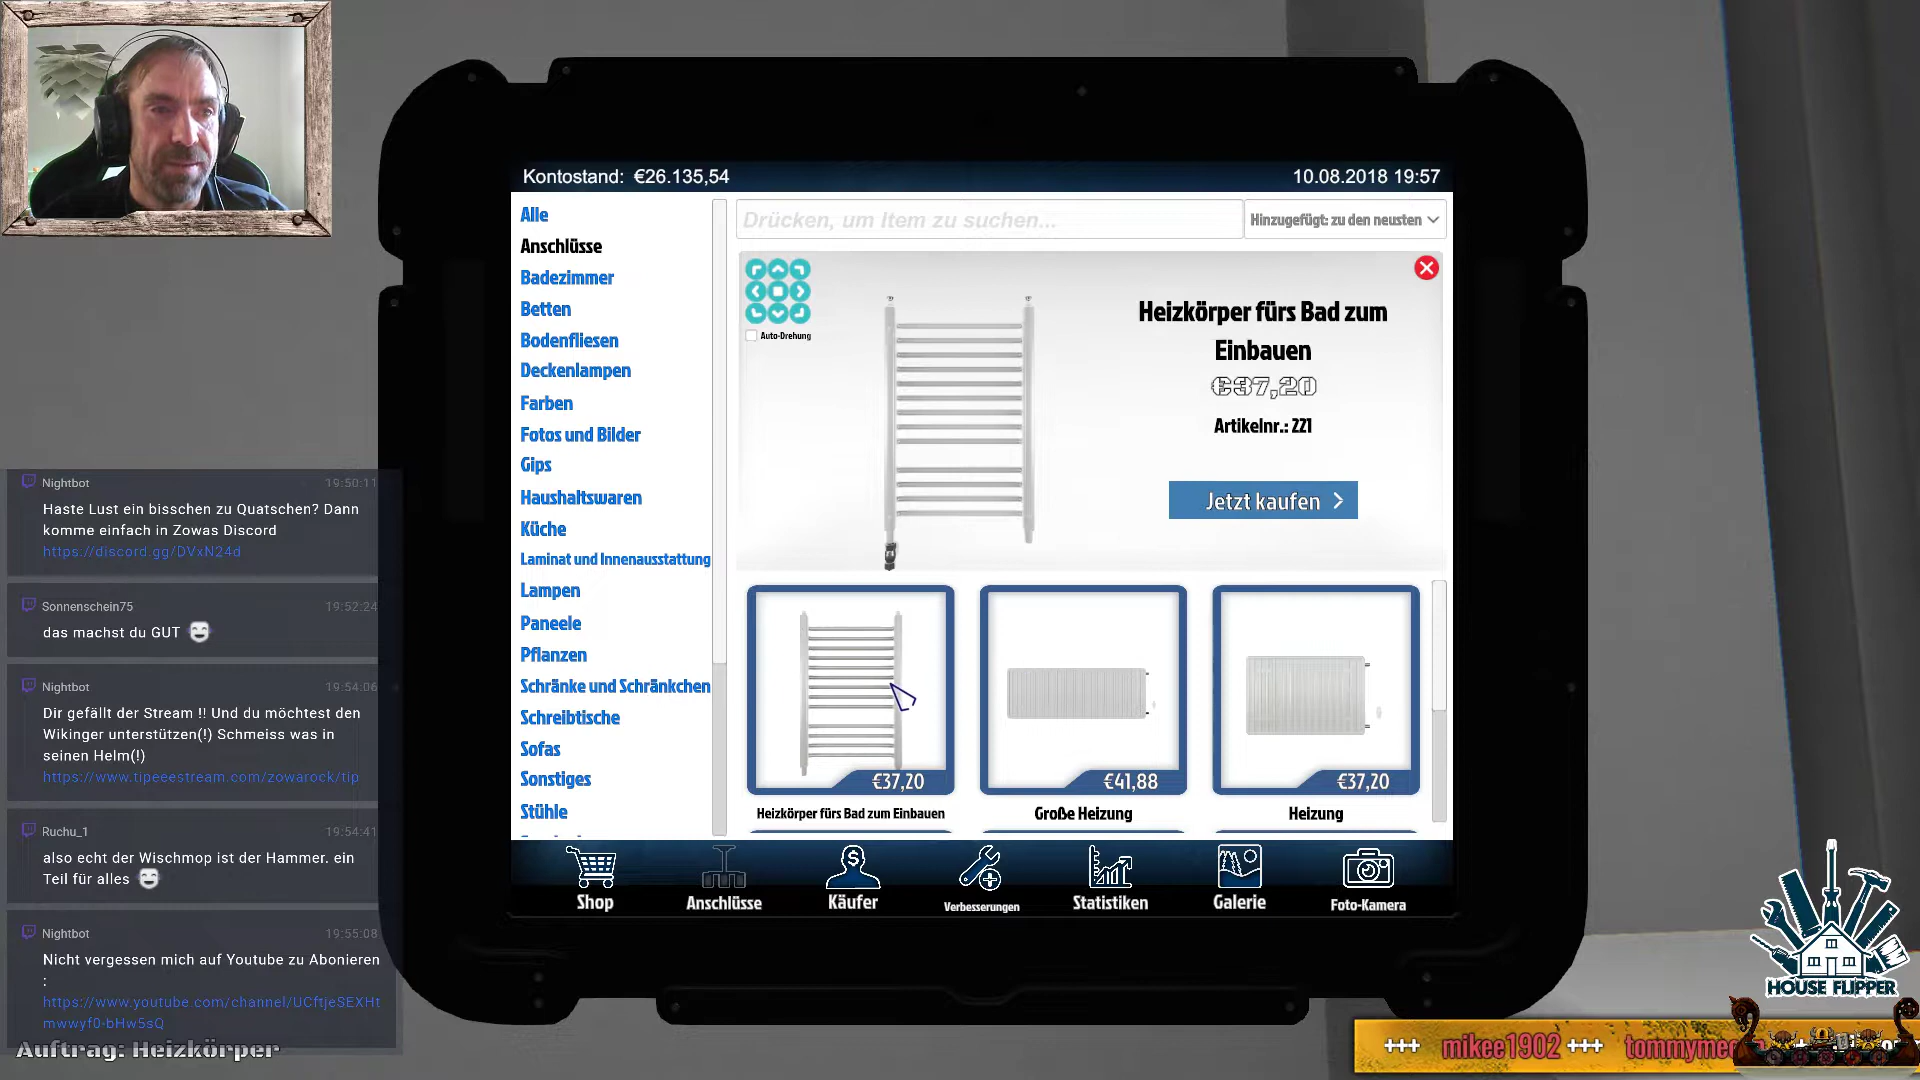 Kontostand: €26.135,54
10.08.2018 19:57
Alle
Anschlüsse
Badezimmer
Betten
Bodenfliesen
Deckenlampen
Farben
Fotos und Bilder
Gips
Haushaltswaren
Küche
Laminat und Innenausstattung
Lampen
Paneele
Pflanzen
Schränke und Schränkchen
Schreibtische
Sofas
Sonstiges
Stühle
Drücken, um Item zu suchen...
Hinzugefügt: zu den neusten
Auto-Drehung
Heizkörper fürs Bad zum
Einbauen
€37,20
Artikelnr.: 221
Jetzt kaufen
€37,20
Heizkörper fürs Bad zum Einbauen
€41,88
Große Heizung
€37,20
Heizung
Shop
Anschlüsse
Käufer
Verbesserungen
Statistiken
Galerie
Foto-Kamera
Nightbot 19:50:11
Haste Lust ein bisschen zu Quatschen? Dann
komme einfach in Zowas Discord
https://discord.gg/DVxN24d
Sonnenschein75 19:52:24
das machst du GUT
Nightbot 19:54:06
Dir gefällt der Stream !! Und du möchtest den
Wikinger unterstützen(!) Schmeiss was in
seinen Helm(!)
https://www.tipeeestream.com/zowarock/tip
Ruchu_1 19:54:41
also echt der Wischmop ist der Hammer. ein
Teil für alles
Nightbot 19:55:08
Nicht vergessen mich auf Youtube zu Abonieren
:
https://www.youtube.com/channel/UCftjeSEXHt
mwwyf0-bHw5sQ
Auftrag: Heizkörper
HOUSE FLIPPER
+++ mikee1902 +++